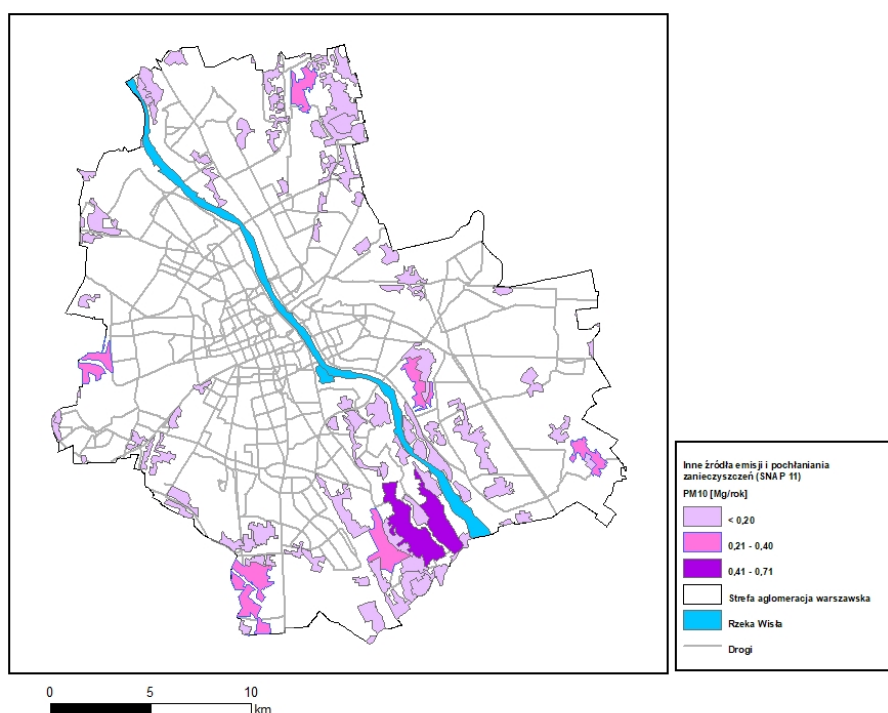 Inne źródła emisji i pochłaniania
zanieczyszczeń (SNAP 11)
PM10 [Mg/rok]
< 0,20
0,21 - 0,40
0,41 - 0,71
Strefa aglomeracja warszawska
Rzeka Wisła
Drogi
0 5 10
km